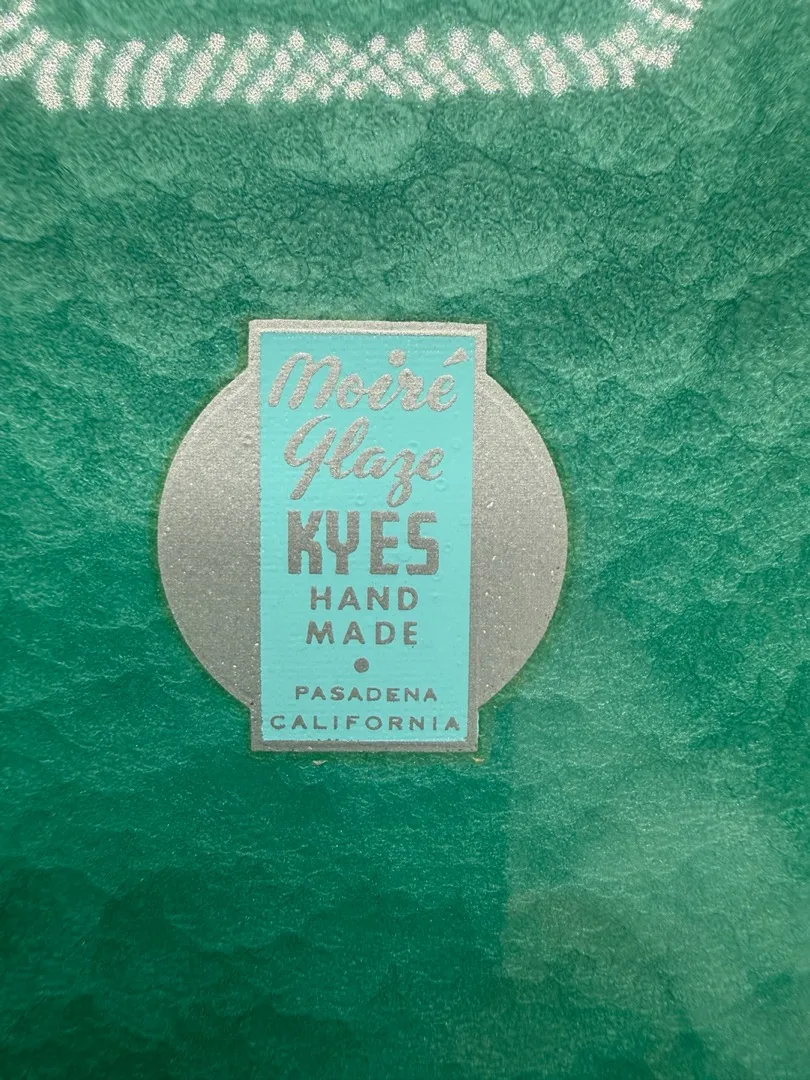 Moiré
Glaze
KYES
HAND
MADE
PASADENA
CALIFORNIA